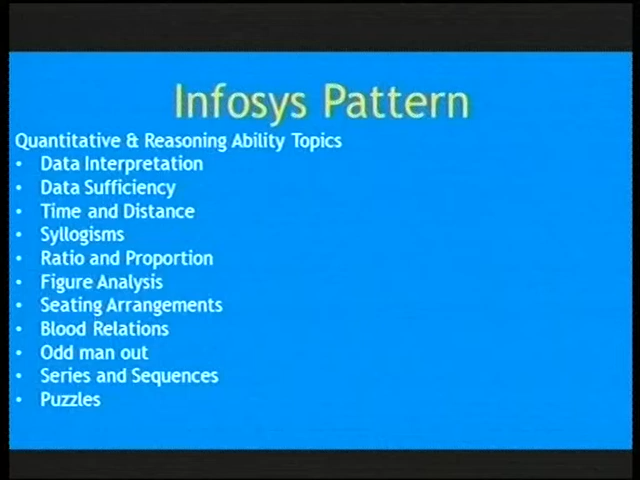 Infosys Pattern
Quantitative & Reasoning Ability Topics
• Data Interpretation
• Data Sufficiency
• Time and Distance
• Syllogisms
• Ratio and Proportion
• Figure Analysis
• Seating Arrangements
• Blood Relations
• Odd man out
• Series and Sequences
• Puzzles